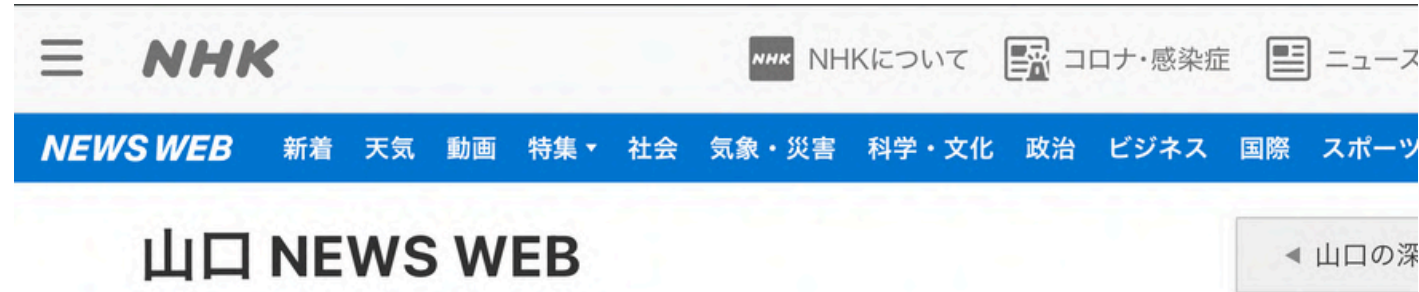 NHK NHK NHKについて コロナ・感染症 ニュース
NEWS WEB 新着 天気 動画 特集 社会 気象・災害 科学・文化 政治 ビジネス 国際 スポーツ
山口 NEWS WEB
山口の深